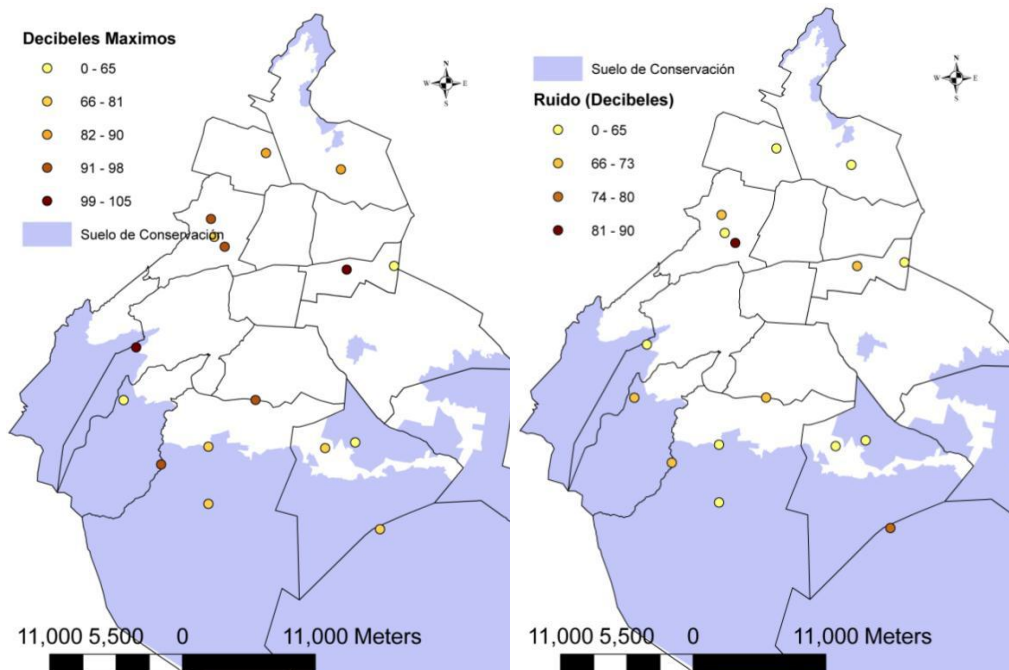 Decibeles Maximos
0 - 65
66 - 81
82 - 90
91 - 98
99 - 105
Suelo de Conservación
N
W E
S
11,000 5,500 0 11,000 Meters
Suelo de Conservación
Ruido (Decibeles)
0 - 65
66 - 73
74 - 80
81 - 90
N
W E
S
11,000 5,500 0 11,000 Meters